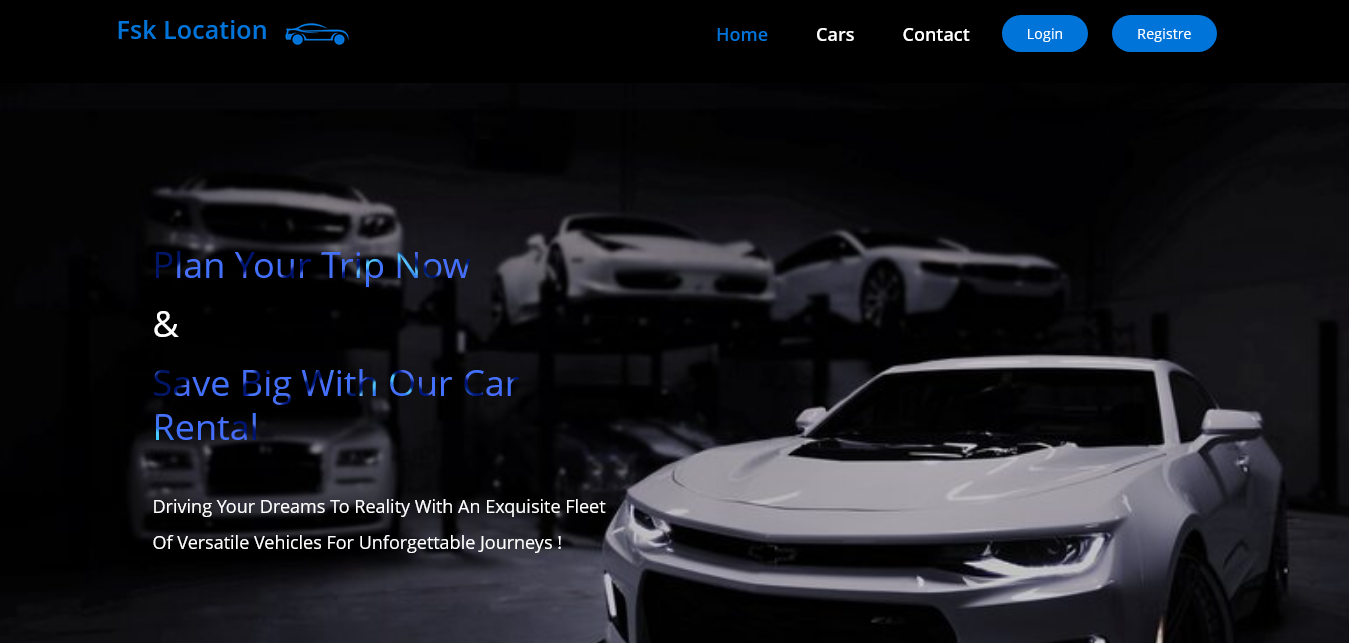 Fsk Location
Home Cars Contact Login Registre
Plan Your Trip Now
&
Save Big With Our Car
Rental
Driving Your Dreams To Reality With An Exquisite Fleet
Of Versatile Vehicles For Unforgettable Journeys !